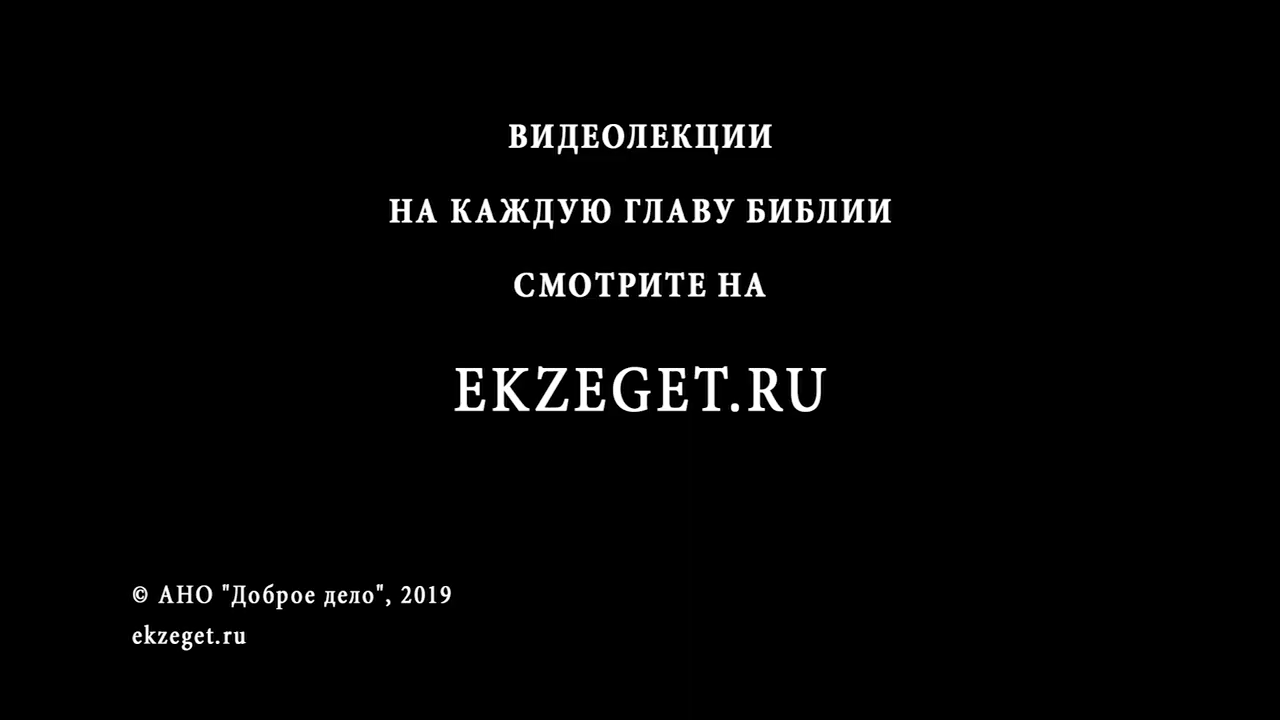 ВИДЕОЛЕКЦИИ
НА КАЖДУЮ ГЛАВУ БИБЛИИ
СМОТРИТЕ НА
EKZEGET.RU
© АНО "Доброе дело", 2019
ekzeget.ru